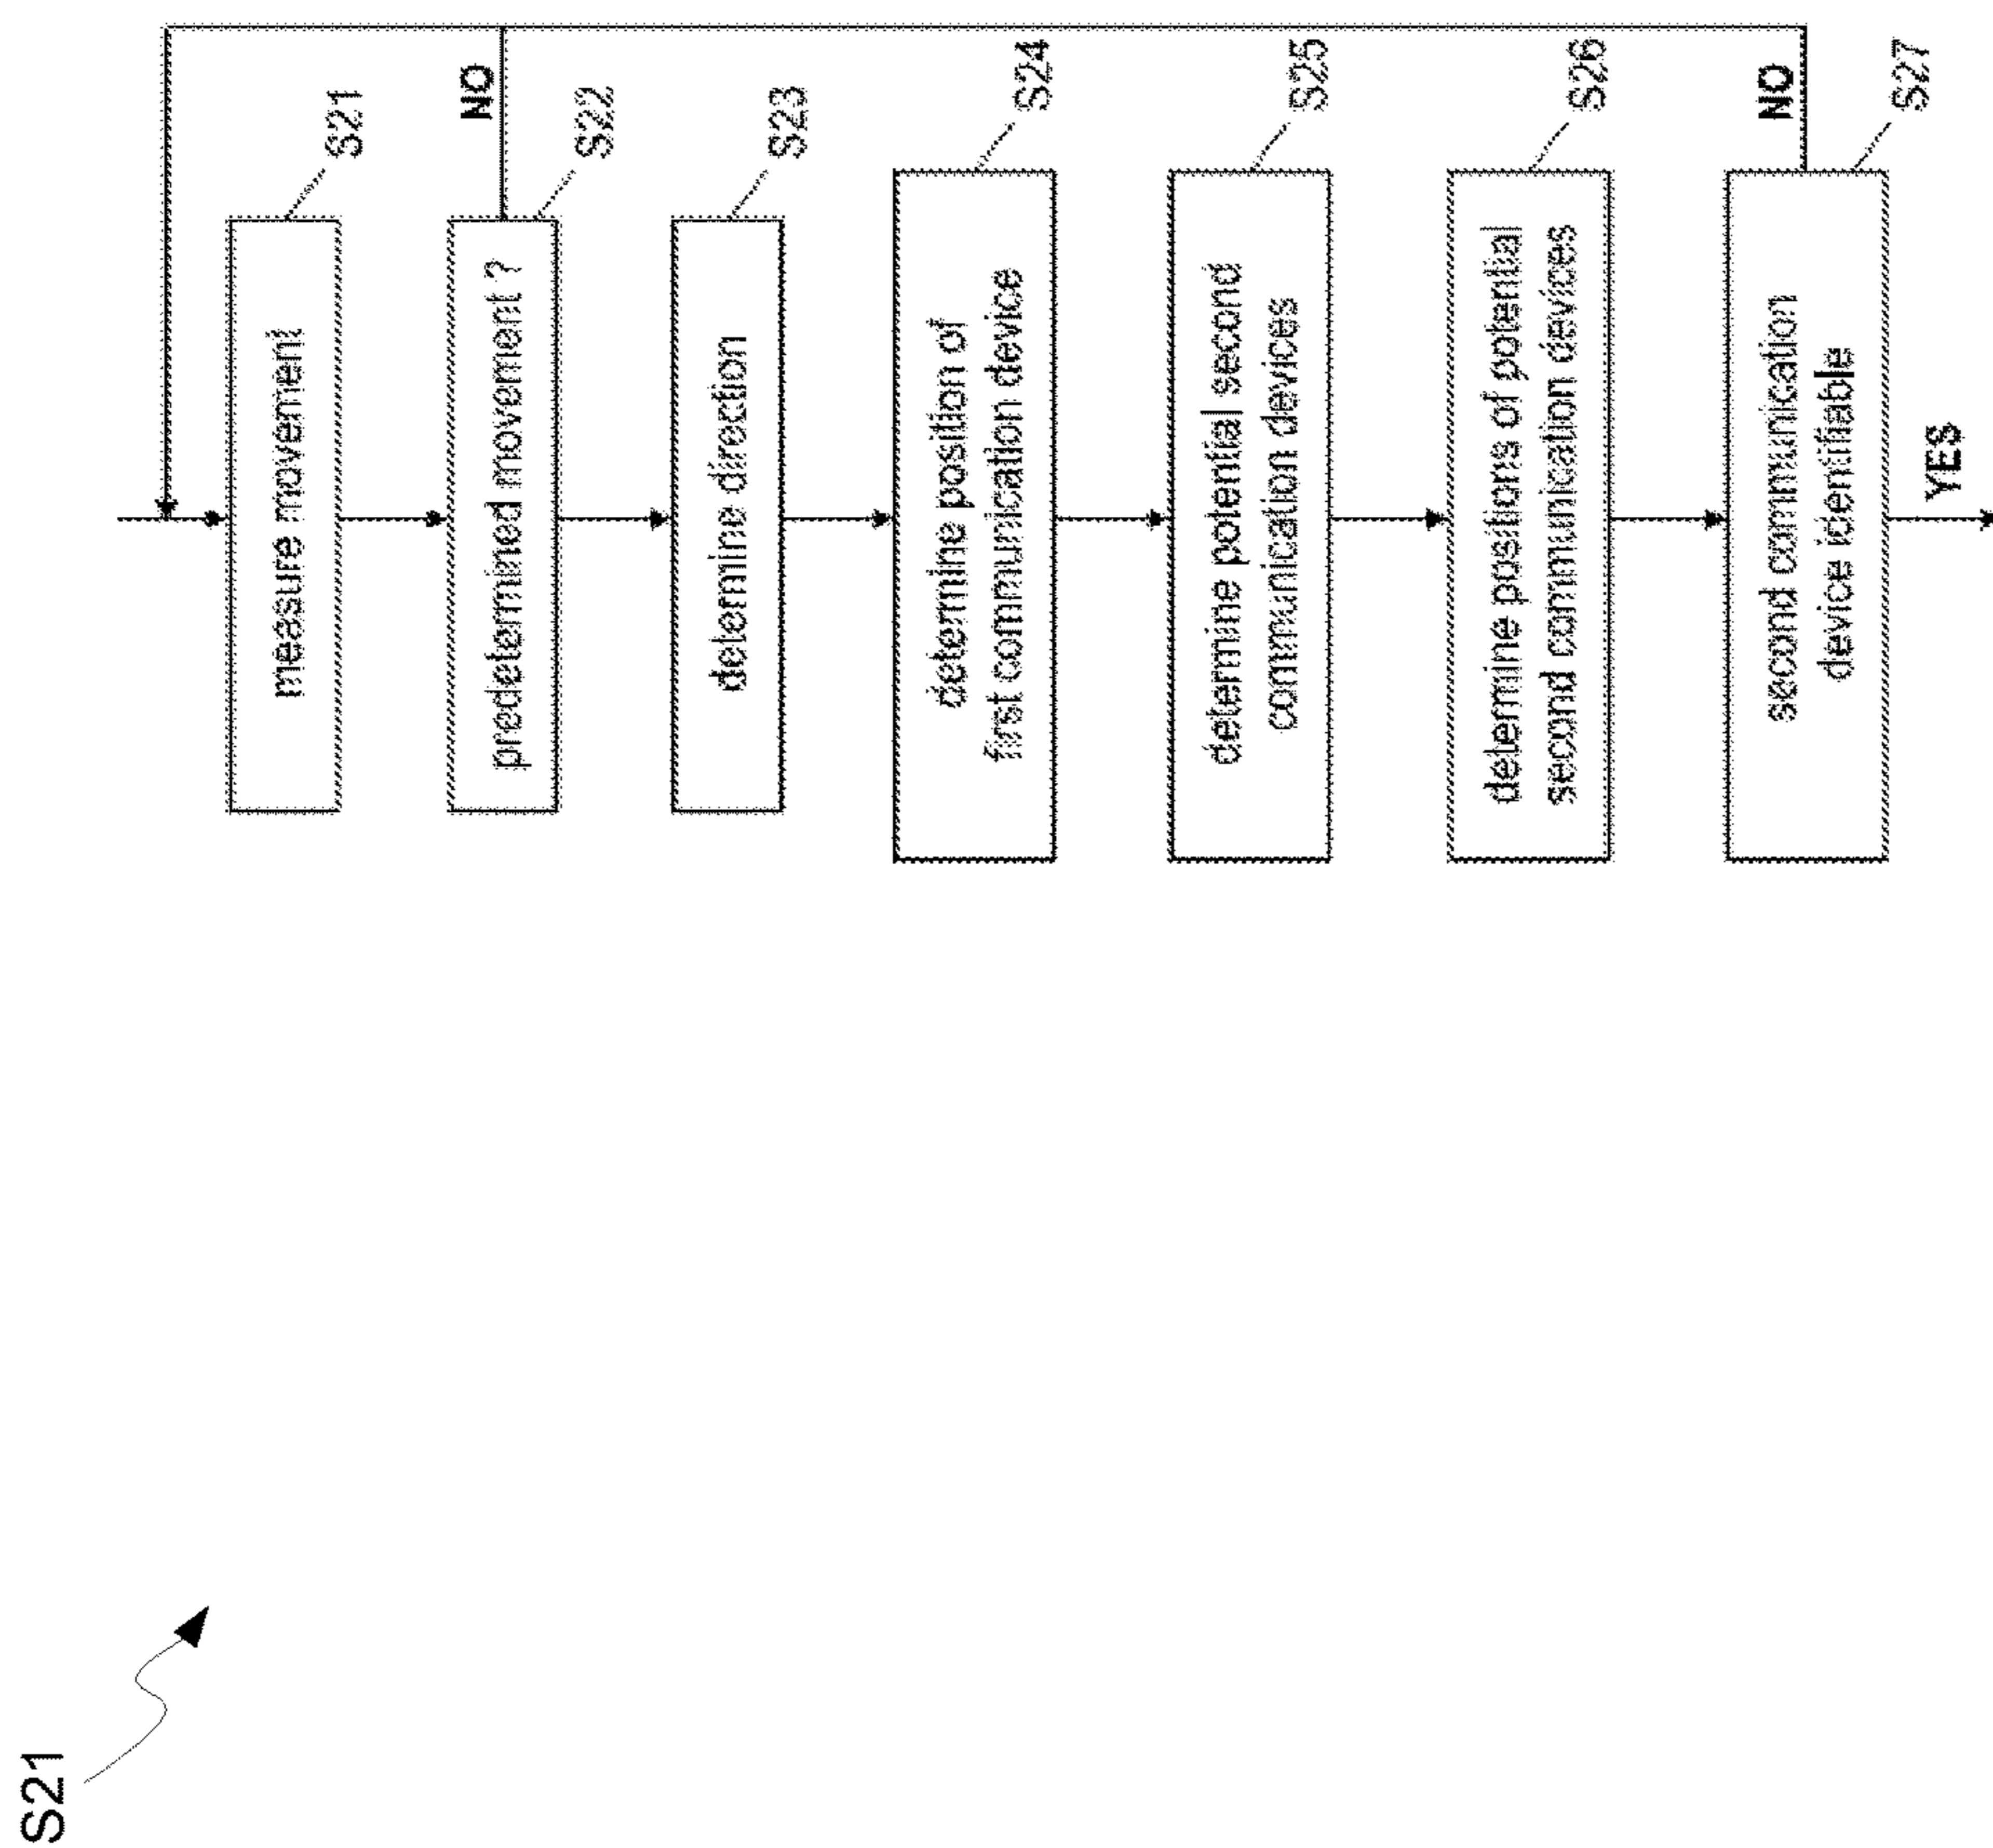 S21
measure movement
S21
predetermined movement ?
NO
S22
determine direction
S23
determine position of
first communication device
S24
determine potential second
communication devices
S25
determine positions of potential
second communication devices
S26
second communication
device identifiable
NO
S27
YES